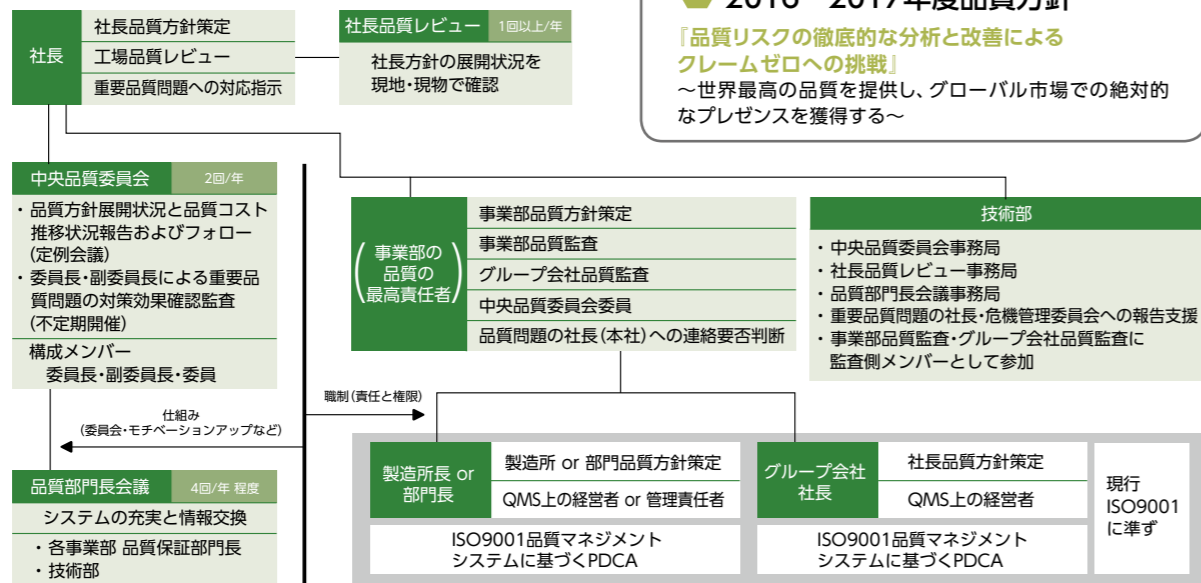 社長
社長品質方針策定
工場品質レビュー
重要品質問題への対応指示
社長品質レビュー 1回以上/年
社長方針の展開状況を
現地・現物で確認
2016−2017年度品質方針
『品質リスクの徹底的な分析と改善による
クレームゼロへの挑戦』
〜世界最高の品質を提供し、グローバル市場での絶対的
なプレゼンスを獲得する〜
中央品質委員会 2回/年
・品質方針展開状況と品質コスト
推移状況報告およびフォロー
(定例会議)
・委員長・副委員長による重要品
質問題の対策効果確認監査
(不定期開催)
構成メンバー
委員長・副委員長・委員
事業部の
品質の
最高責任者
事業部品質方針策定
事業部品質監査
グループ会社品質監査
中央品質委員会委員
品質問題の社長(本社)への連絡要否判断
技術部
・中央品質委員会事務局
・社長品質レビュー事務局
・品質部門長会議事務局
・重要品質問題の社長・危機管理委員会への報告支援
・事業部品質監査・グループ会社品質監査に
監査側メンバーとして参加
職制(責任と権限)
仕組み
(委員会・モチベーションアップなど)
品質部門長会議 4回/年 程度
システムの充実と情報交換
・各事業部 品質保証部門長
・技術部
製造所長 or
部門長
製造所 or 部門品質方針策定
QMS上の経営者 or 管理責任者
ISO9001品質マネジメント
システムに基づくPDCA
グループ会社
社長
社長品質方針策定
QMS上の経営者
ISO9001品質マネジメント
システムに基づくPDCA
現行
ISO9001
に準ず